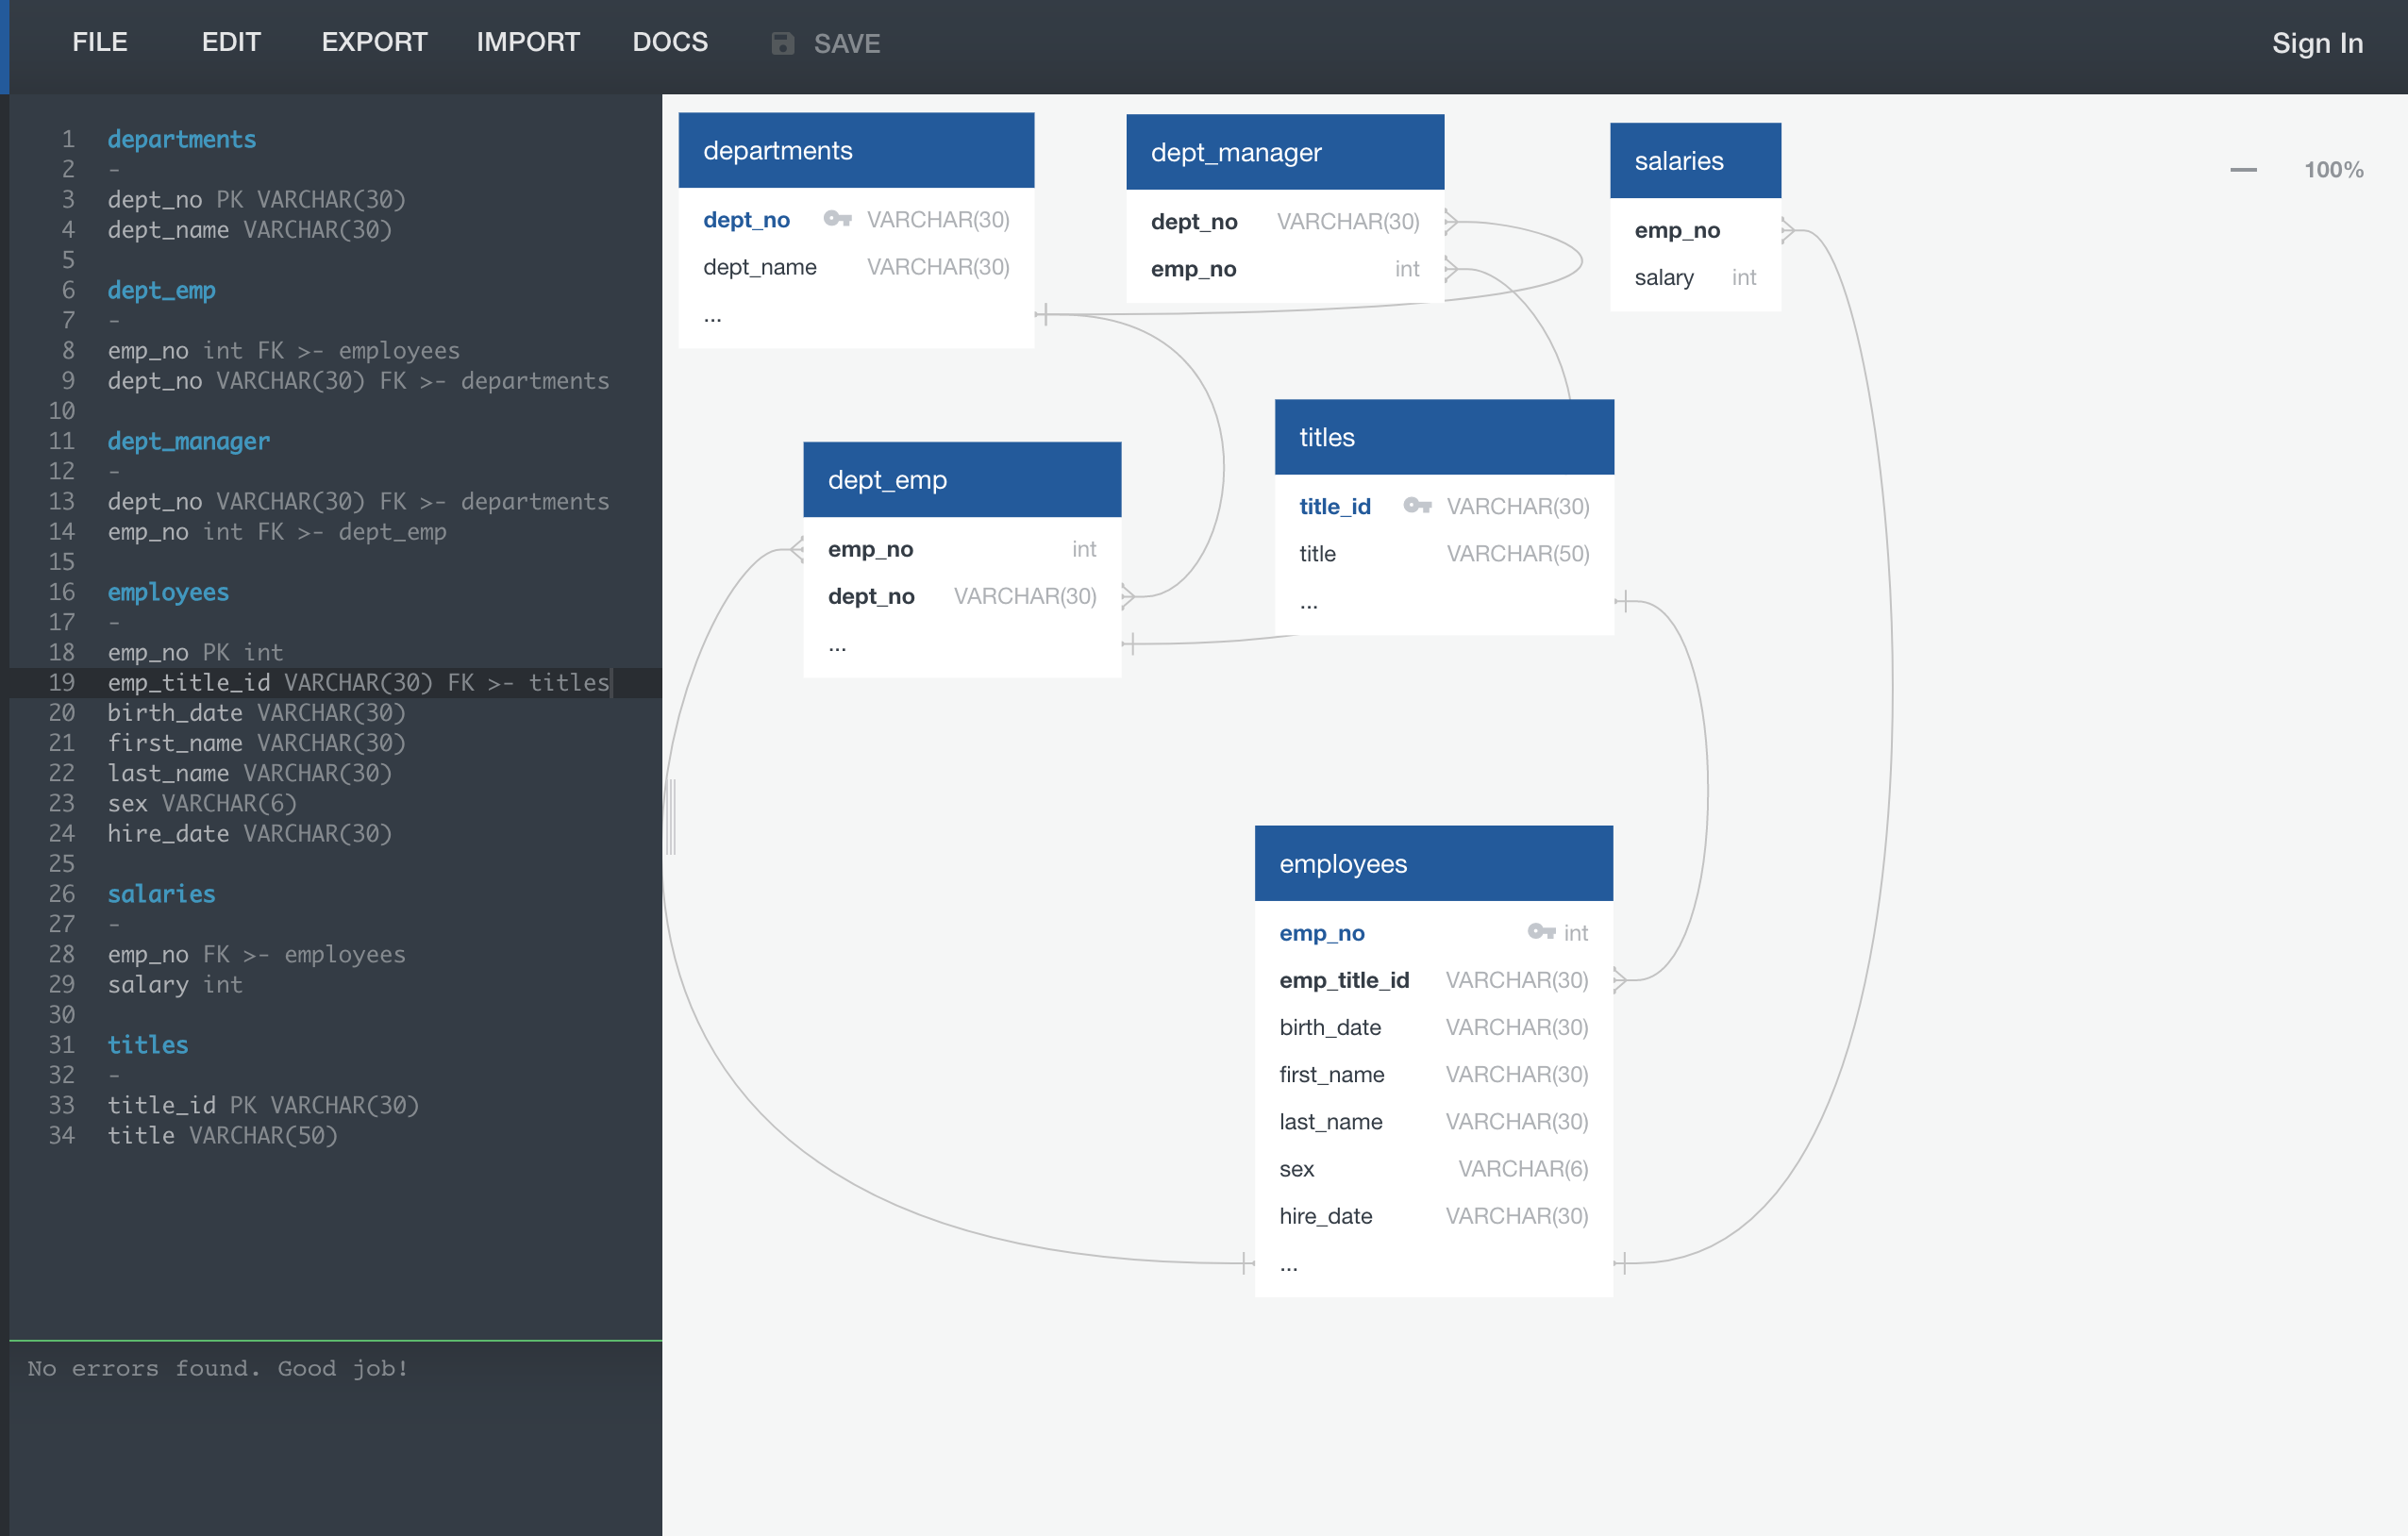 FILE EDIT EXPORT IMPORT DOCS SAVE Sign In
1 departments
2 -
3 dept_no PK VARCHAR(30)
4 dept_name VARCHAR(30)
5
6 dept_emp
7 -
8 emp_no int FK >- employees
9 dept_no VARCHAR(30) FK >- departments
10
11 dept_manager
12 -
13 dept_no VARCHAR(30) FK >- departments
14 emp_no int FK >- dept_emp
15
16 employees
17 -
18 emp_no PK int
19 emp_title_id VARCHAR(30) FK >- titles
20 birth_date VARCHAR(30)
21 first_name VARCHAR(30)
22 last_name VARCHAR(30)
23 sex VARCHAR(6)
24 hire_date VARCHAR(30)
25
26 salaries
27 -
28 emp_no FK >- employees
29 salary int
30
31 titles
32 -
33 title_id PK VARCHAR(30)
34 title VARCHAR(50)
No errors found. Good job!
departments
dept_no VARCHAR(30)
dept_name VARCHAR(30)
...
dept_manager
dept_no VARCHAR(30)
emp_no int
salaries
emp_no
salary int
100%
dept_emp
emp_no int
dept_no VARCHAR(30)
...
titles
title_id VARCHAR(30)
title VARCHAR(50)
...
employees
emp_no int
emp_title_id VARCHAR(30)
birth_date VARCHAR(30)
first_name VARCHAR(30)
last_name VARCHAR(30)
sex VARCHAR(6)
hire_date VARCHAR(30)
...